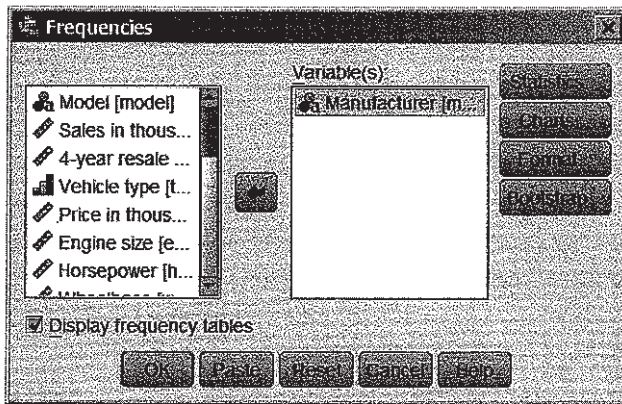 Frequencies
Model [model]
Sales in thous...
4-year resale ...
Vehicle type [t...
Price in thous...
Engine size [e...
Horsepower [h...
Variable(s):
Manufacturer [m...
Statistics...
Charts...
Format...
Bootstrap...
Display frequency tables
OK
Paste
Reset
Cancel
Help